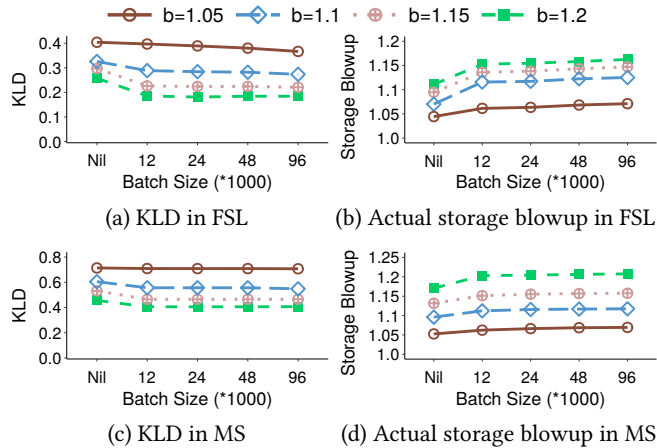 b=1.05 b=1.1 b=1.15 b=1.2
KLD
0.4
0.3
0.2
0.1
0.0
Nil 12 24 48 96
Batch Size (*1000)
(a) KLD in FSL
Storage Blowup
1.2
1.15
1.1
1.05
1.0
Nil 12 24 48 96
Batch Size (*1000)
(b) Actual storage blowup in FSL
KLD
0.8
0.6
0.4
0.2
0.0
Nil 12 24 48 96
Batch Size (*1000)
(c) KLD in MS
Storage Blowup
1.25
1.2
1.15
1.1
1.05
1.0
Nil 12 24 48 96
Batch Size (*1000)
(d) Actual storage blowup in MS